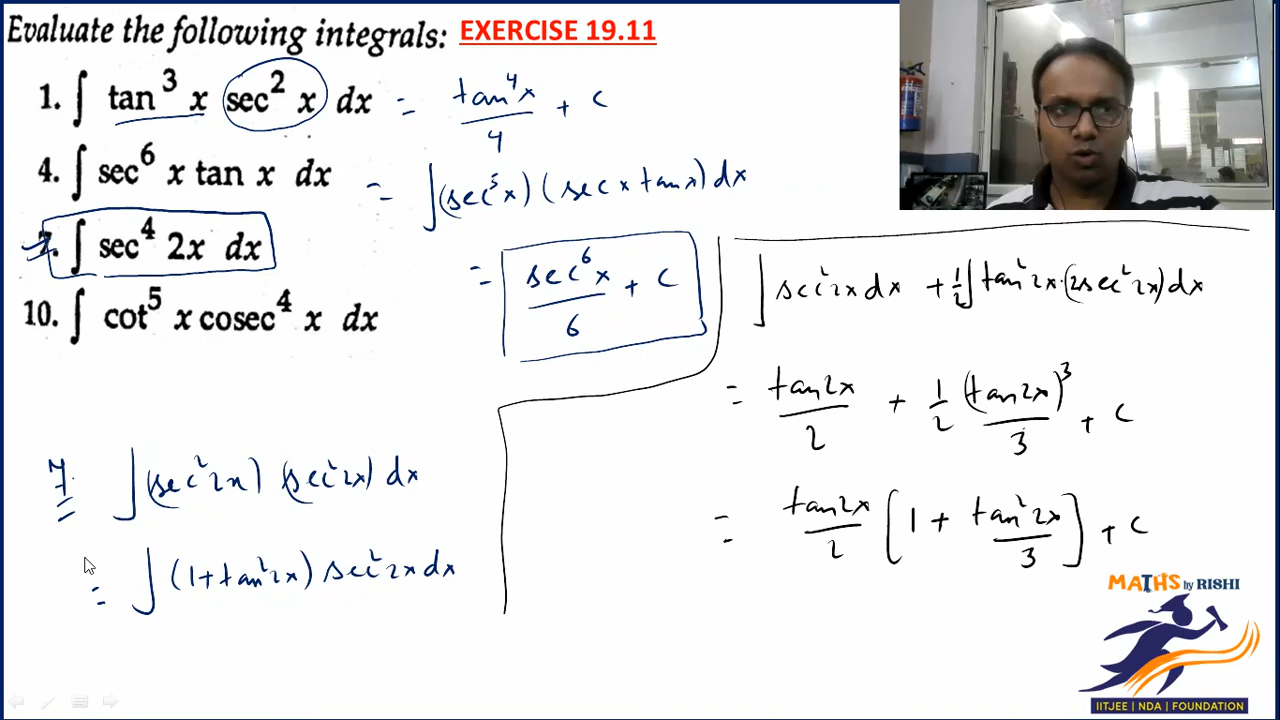 Evaluate the following integrals: EXERCISE 19.11
1. ∫ tan³ x sec² x dx = tan⁴x/4 + c
4. ∫ sec⁶ x tan x dx = ∫(sec⁵x)(sec x tan x) dx
= sec⁶x/6 + c
7. ∫ sec⁴ 2x dx
10. ∫ cot⁵ x cosec⁴ x dx
7. ∫(sec²2x) (sec²2x) dx
= ∫(1+tan²2x) sec²2x dx
∫sec²2x dx + 1/2 ∫tan²2x·(2sec²2x) dx
= tan2x/2 + 1/2 (tan2x)³/3 + c
= tan2x/2 [1 + tan²2x/3] + c
MATHS by RISHI
IITJEE | NDA | FOUNDATION